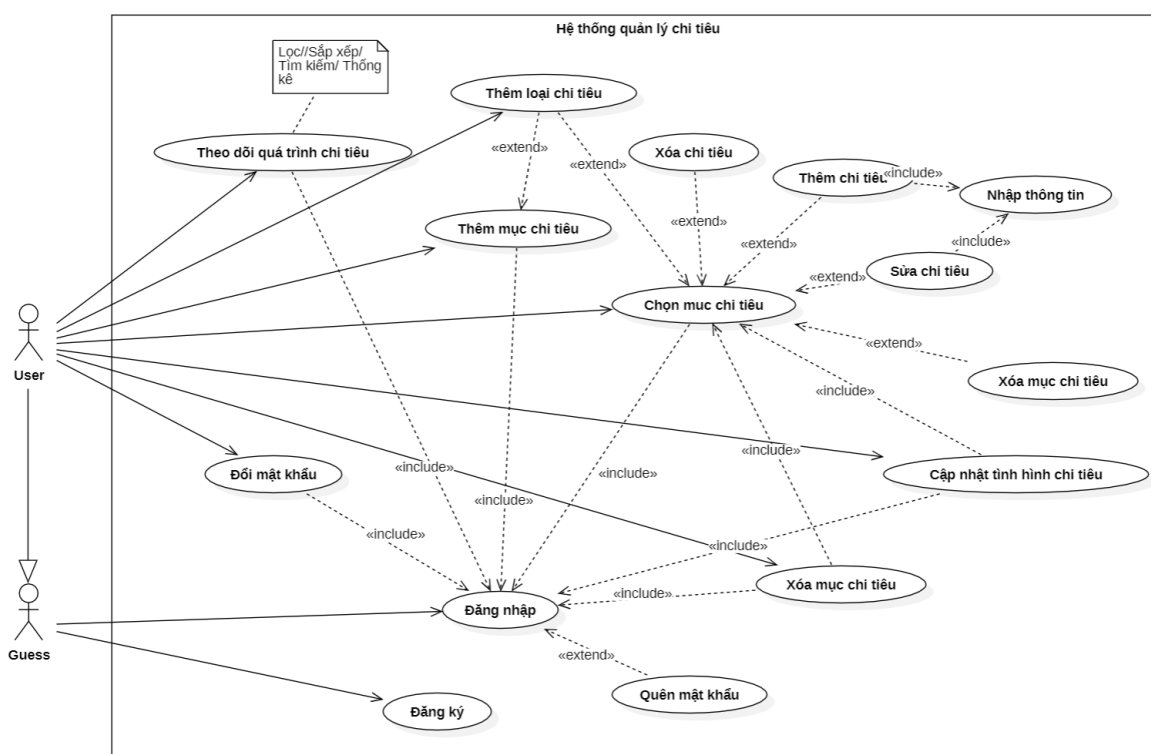 Hệ thống quản lý chi tiêu
Lọc//Sắp xếp/
Tìm kiếm/ Thống
kê
Thêm loại chi tiêu
Theo dõi quá trình chi tiêu
«extend»
«extend»
Xóa chi tiêu
Thêm chi tiêu
«include»
Nhập thông tin
Thêm mục chi tiêu
«extend»
«extend»
«include»
Sửa chi tiêu
«extend»
Chọn muc chi tiêu
User
«extend»
Xóa mục chi tiêu
«include»
«include»
Đổi mật khẩu
«include»
«include»
«include»
Cập nhật tình hình chi tiêu
«include»
«include»
«include»
Xóa mục chi tiêu
«include»
Đăng nhập
Guess
«extend»
Quên mật khẩu
Đăng ký